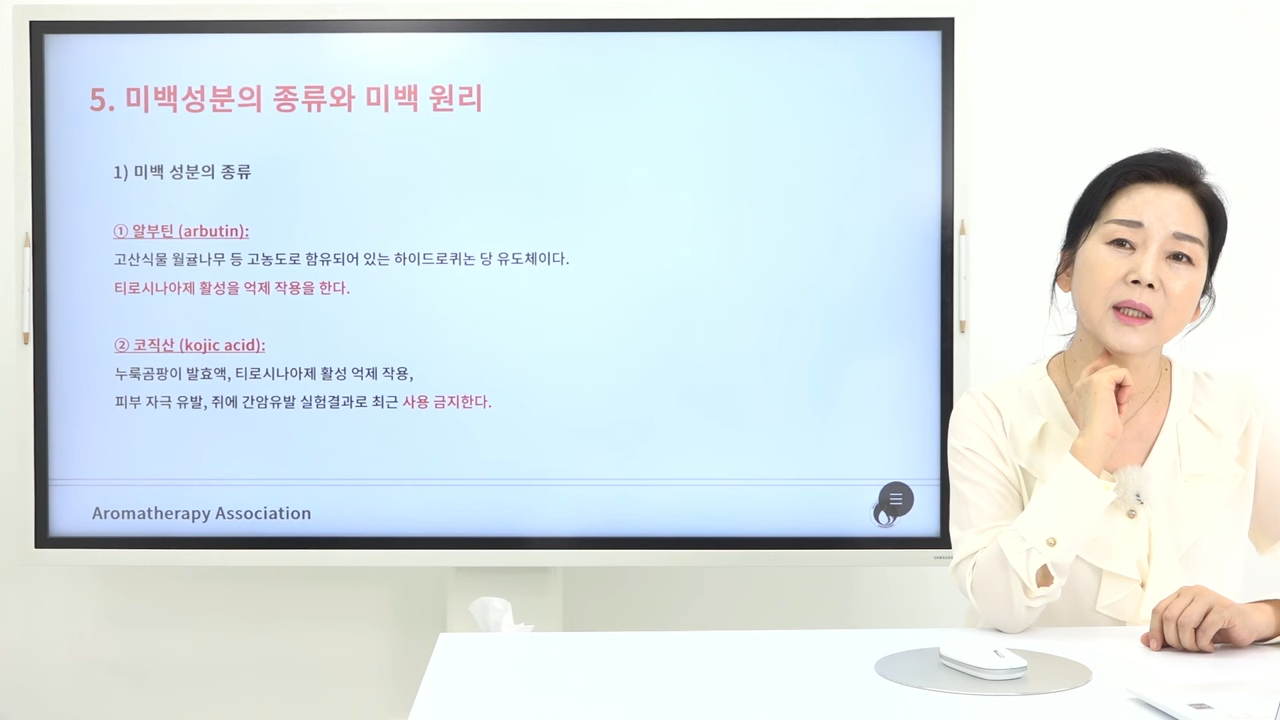 5. 미백성분의 종류와 미백 원리
1) 미백 성분의 종류
① 알부틴 (arbutin):
고산식물 월귤나무 등 고농도로 함유되어 있는 하이드로퀴논 당 유도체이다.
티로시나아제 활성을 억제 작용을 한다.
② 코직산 (kojic acid):
누룩곰팡이 발효액, 티로시나아제 활성 억제 작용,
피부 자극 유발, 쥐에 간암유발 실험결과로 최근 사용 금지한다.
Aromatherapy Association
SAMSUNG